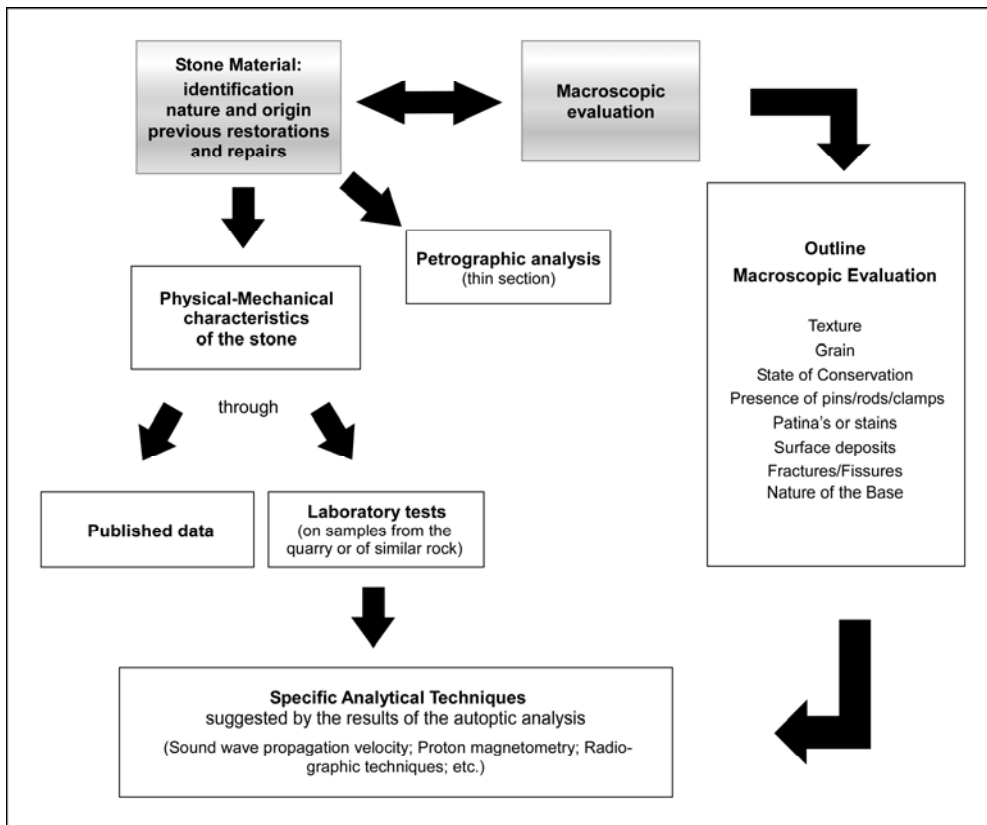 Stone Material:
identification
nature and origin
previous restorations
and repairs
Macroscopic
evaluation
Petrographic analysis
(thin section)
Physical-Mechanical
characteristics
of the stone
through
Published data
Laboratory tests
(on samples from the
quarry or of similar rock)
Outline
Macroscopic Evaluation
Texture
Grain
State of Conservation
Presence of pins/rods/clamps
Patina’s or stains
Surface deposits
Fractures/Fissures
Nature of the Base
Specific Analytical Techniques
suggested by the results of the autoptic analysis
(Sound wave propagation velocity; Proton magnetometry; Radio-
graphic techniques; etc.)